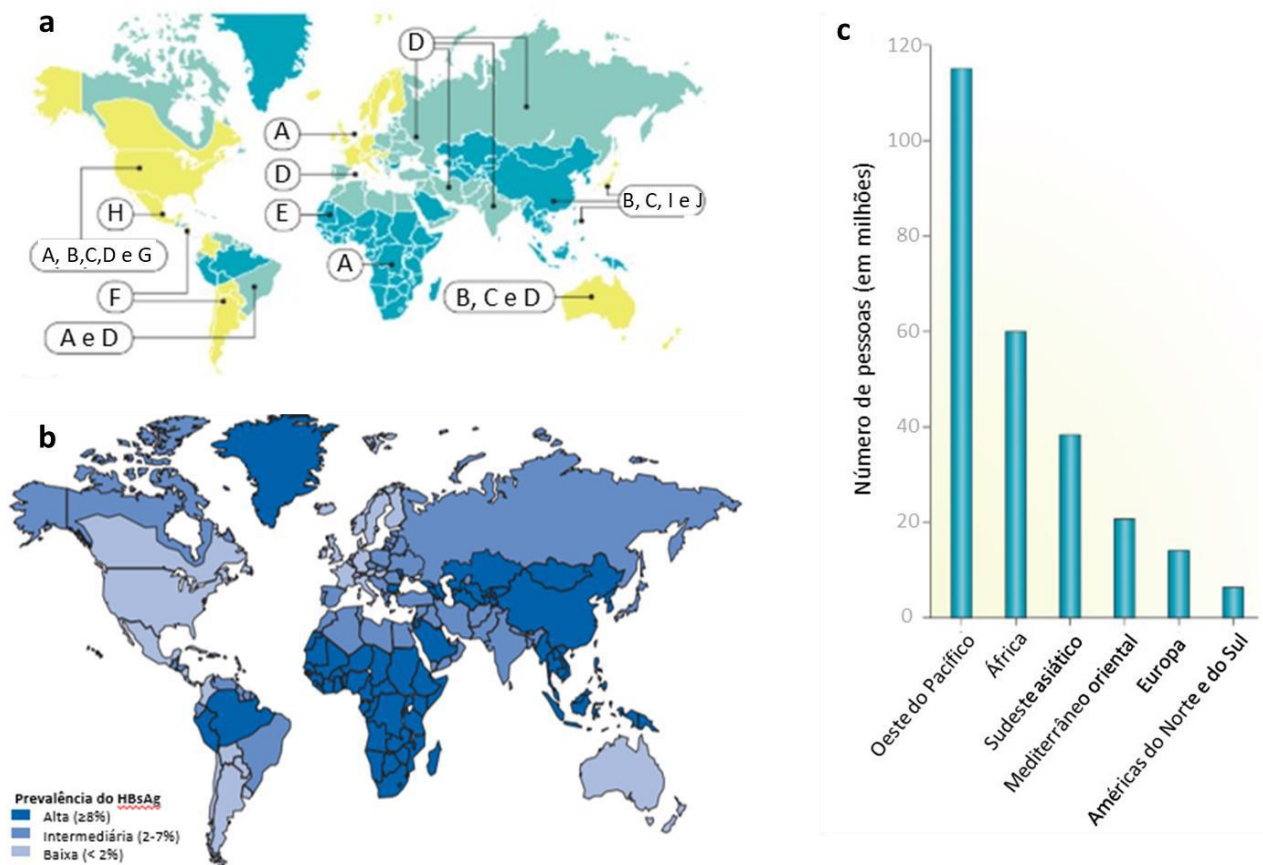 a
D
A
D
E
H
A, B,C,D e G
F
A e D
A
B, C, I e J
B, C e D
b
Prevalência do HBsAg
Alta (≥8%)
Intermediária (2-7%)
Baixa (< 2%)
c
Número de pessoas (em milhões)
120
100
80
60
40
20
0
Oeste do Pacífico
África
Sudeste asiático
Mediterrâneo oriental
Europa
Américas do Norte e do Sul